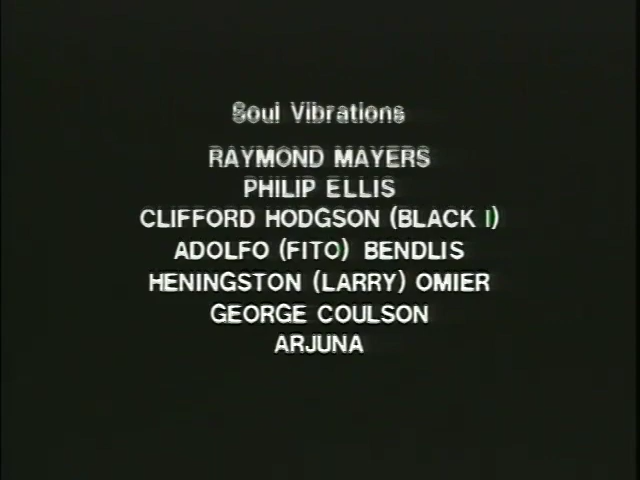 Soul Vibrations
RAYMOND MAYERS
PHILIP ELLIS
CLIFFORD HODGSON (BLACK I)
ADOLFO (FITO) BENDLIS
HENINGSTON (LARRY) OMIER
GEORGE COULSON
ARJUNA